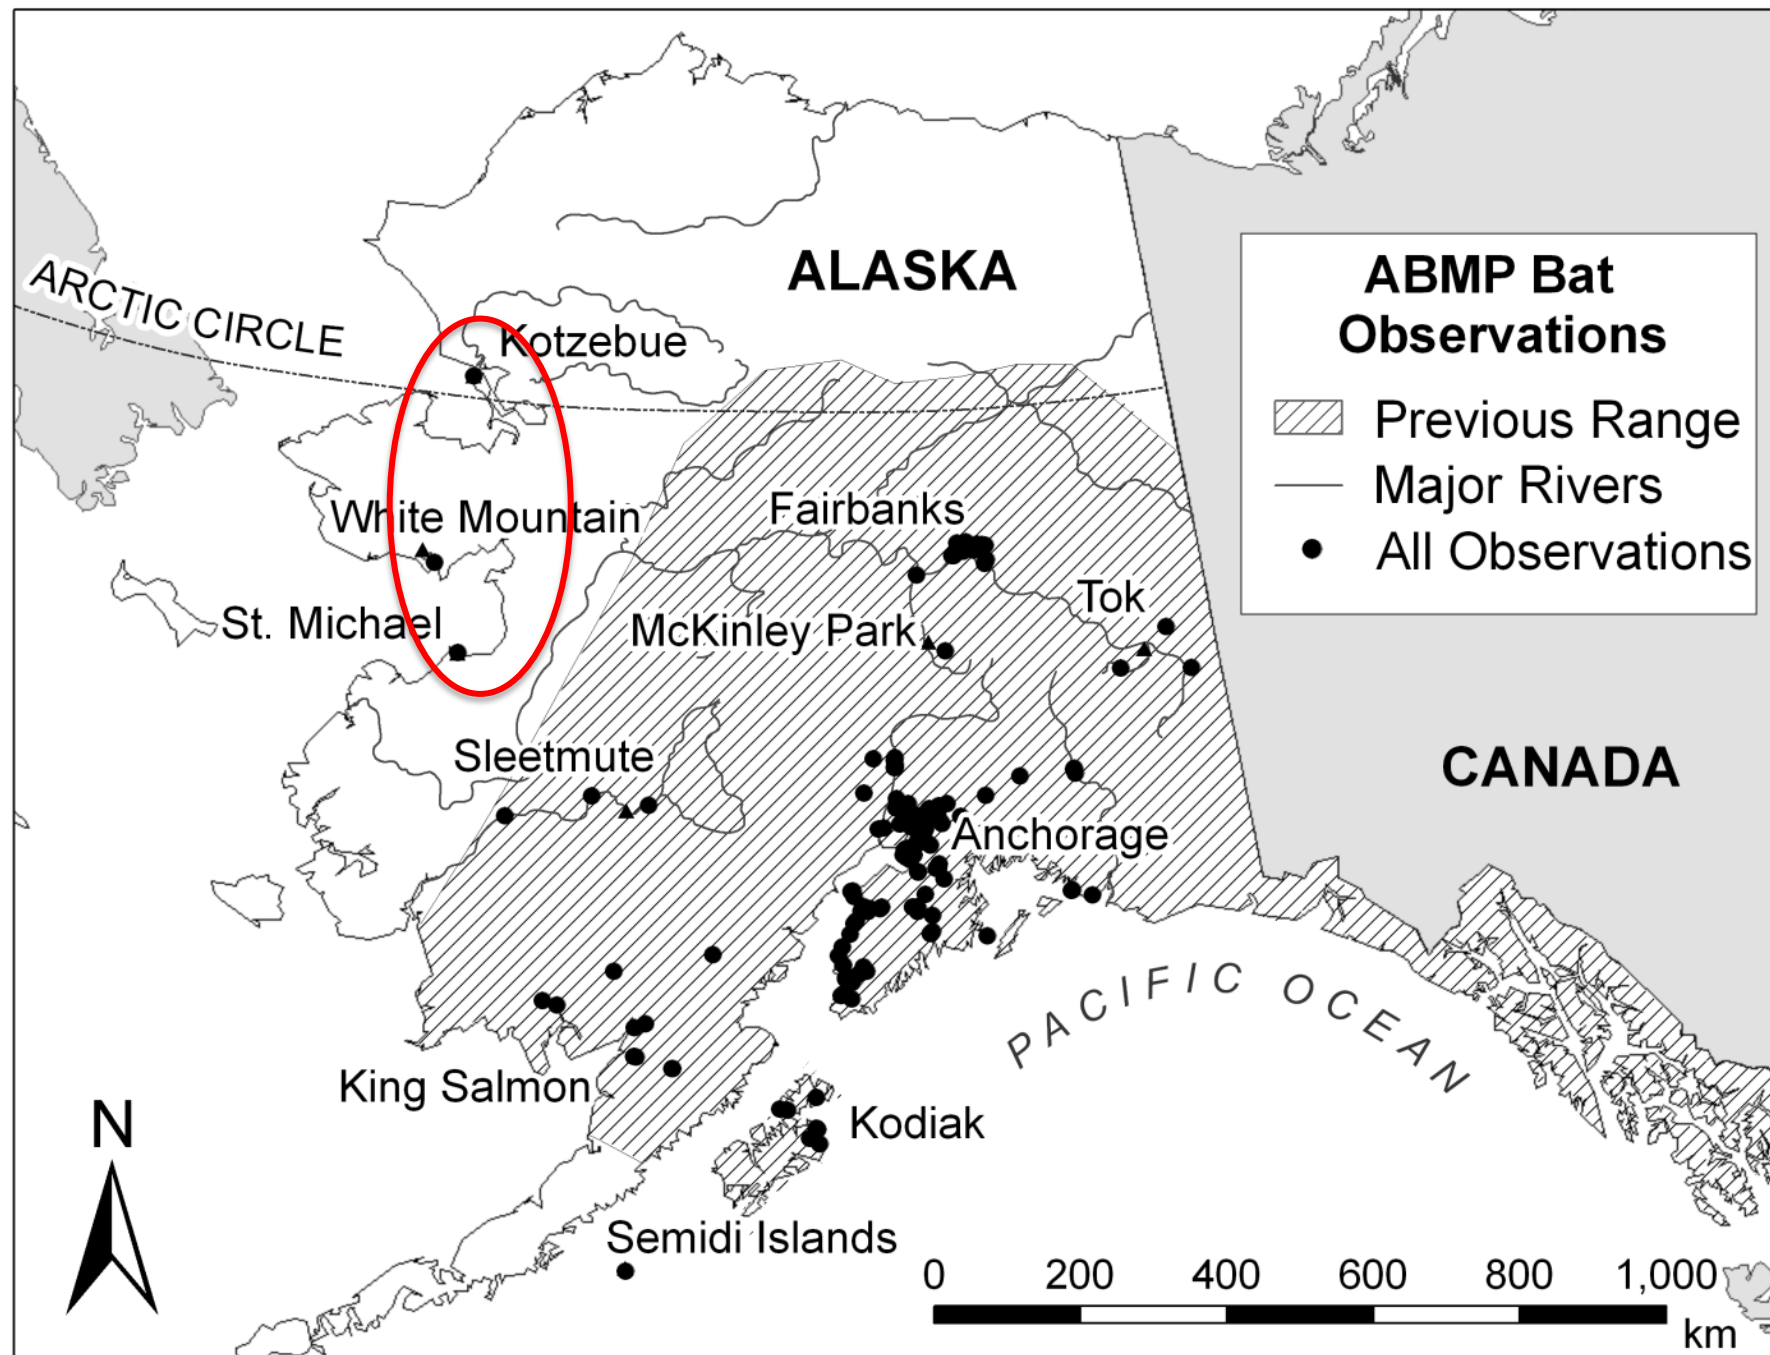 ALASKA
ARCTIC CIRCLE
Kotzebue
ABMP Bat
Observations
Previous Range
Major Rivers
All Observations
White Mountain
Fairbanks
St. Michael
McKinley Park
Tok
Sleetmute
CANADA
Anchorage
PACIFIC OCEAN
King Salmon
Kodiak
N
Semidi Islands
0 200 400 600 800 1,000
km